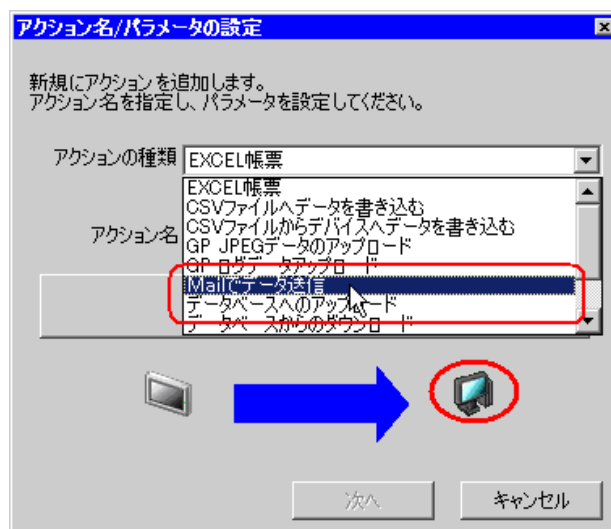 アクション名/パラメータの設定
新規にアクションを追加します。
アクション名を指定し、パラメータを設定してください。
アクションの種類 EXCEL帳票
EXCEL帳票
CSVファイルへデータを書き込む
CSVファイルからデバイスへデータを書き込む
アクション名
GP JPEGデータのアップロード
GP ログデータアップロード
Mailでデータ送信
データベースへのアップロード
データベースからのダウンロード
次へ
キャンセル